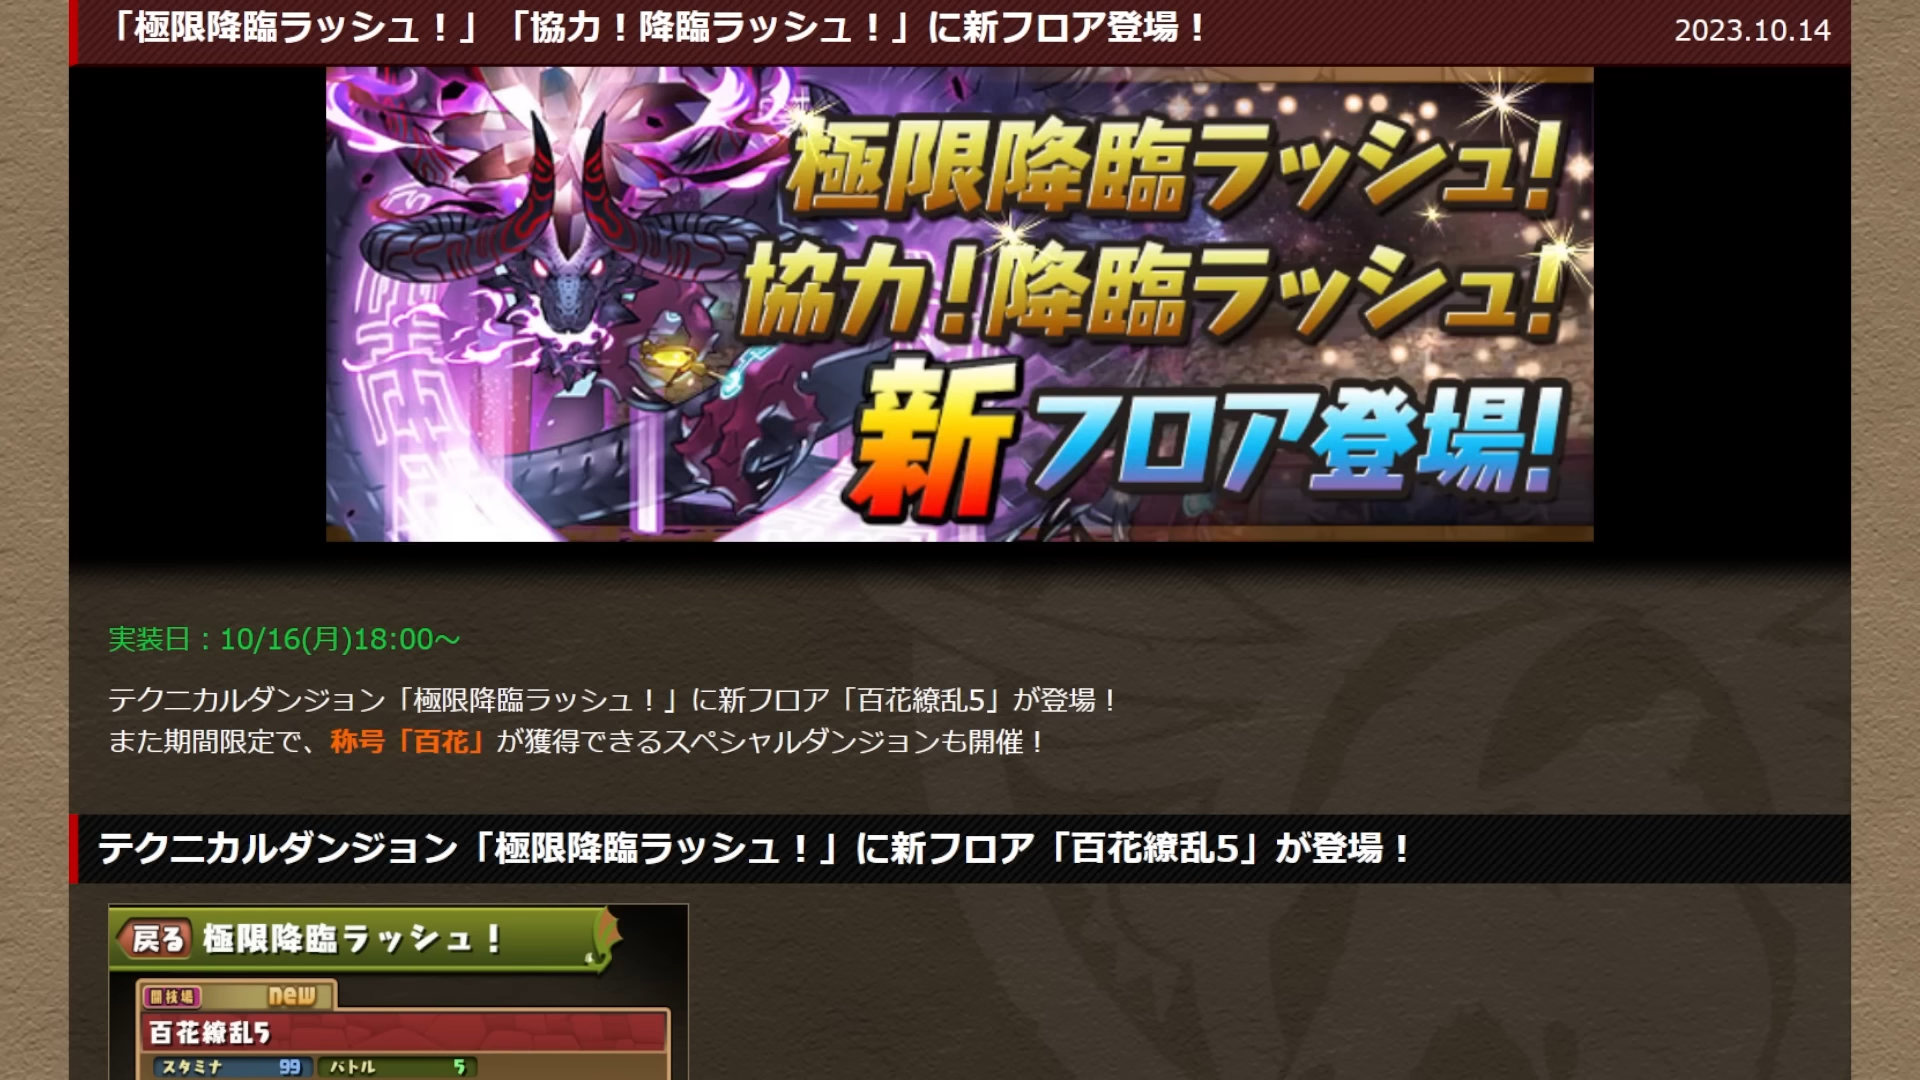 「極限降臨ラッシュ！」「協力！降臨ラッシュ！」に新フロア登場！
2023.10.14
極限降臨ラッシュ!
協力!降臨ラッシュ!
新フロア登場!
実装日：10/16(月)18:00～
テクニカルダンジョン「極限降臨ラッシュ！」に新フロア「百花繚乱5」が登場！
また期間限定で、称号「百花」が獲得できるスペシャルダンジョンも開催！
テクニカルダンジョン「極限降臨ラッシュ！」に新フロア「百花繚乱5」が登場！
戻る 極限降臨ラッシュ！
闘技場 new
百花繚乱5
スタミナ 99 バトル 5